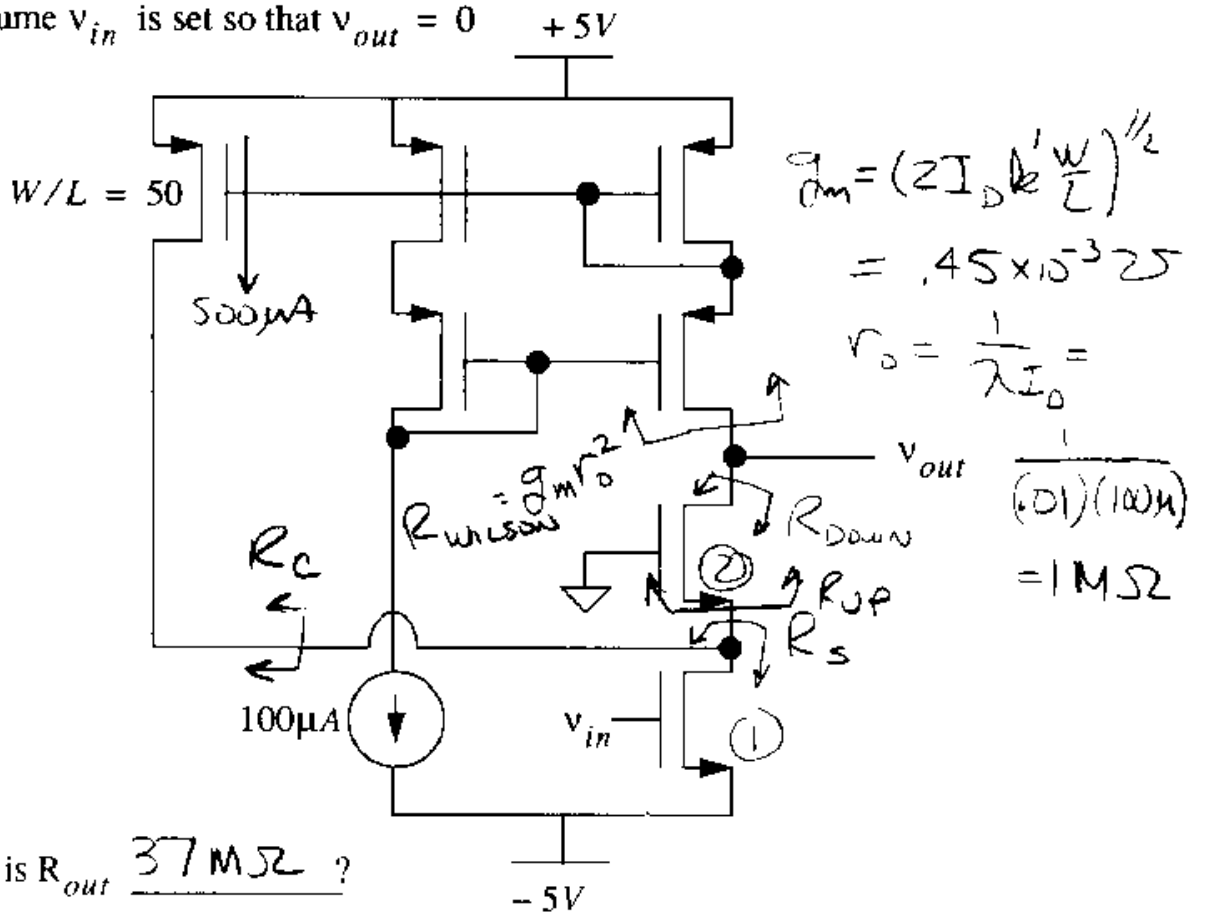 ume v_in is set so that v_out = 0
+5V
W/L = 50
500μA
g_m = (2I_D k' W/L)^1/2
= .45×10^-3 25
r_o = 1/λI_D =
1/(.01)(100μ)
= 1MΩ
v_out
R_WILSON = g_m r_o^2
R_DOWN
②
R_UP
R_S
R_C
100μA
v_in
①
is R_out 37MΩ ?
-5V